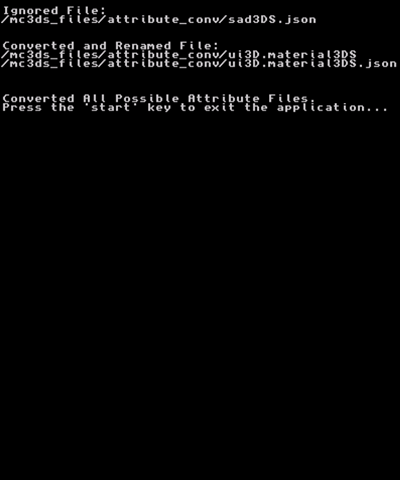 Ignored File:
/mc3ds_files/attribute_conv/sad3DS.json
Converted and Renamed File:
/mc3ds_files/attribute_conv/ui3D.material3DS
/mc3ds_files/attribute_conv/ui3D.material3DS.json
Converted All Possible Attribute Files.
Press the 'start' key to exit the application...